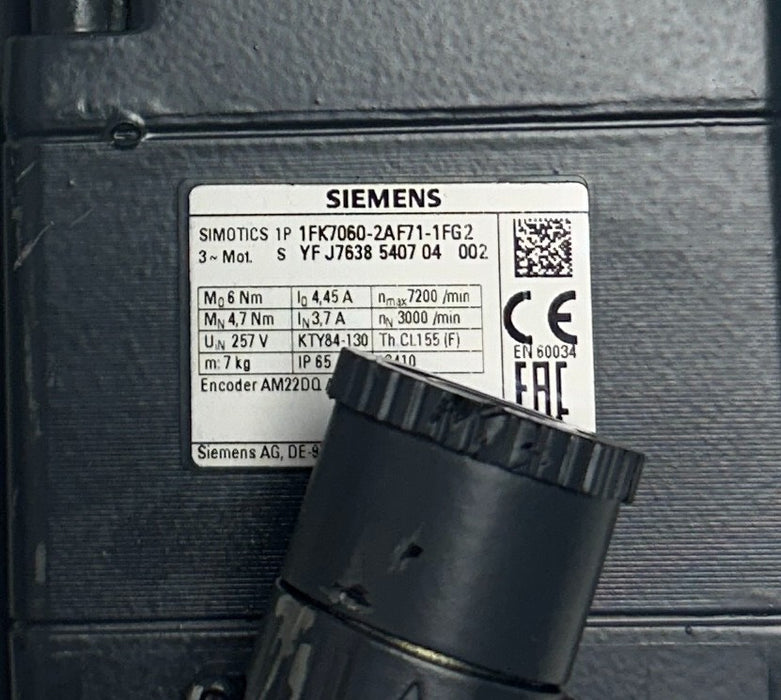 SIEMENS
SIMOTICS 1P 1FK7060-2AF71-1FG2
3~ Mot. S YF J7638 5407 04 002
M0 6 Nm I0 4,45 A nmax 7200 /min
MN 4,7 Nm IN 3,7 A nN 3000 /min
UIN 257 V KTY84-130 Th.Cl.155 (F)
m: 7 kg IP 65
CE
EN 60034
Encoder AM22DQ
EAC
Siemens AG,